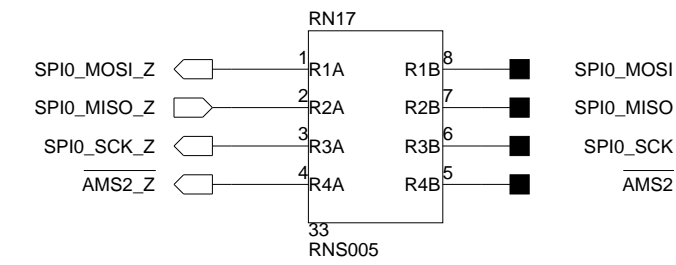 RN17
SPI0_MOSI_Z 1 R1A R1B 8 SPI0_MOSI
SPI0_MISO_Z 2 R2A R2B 7 SPI0_MISO
SPI0_SCK_Z 3 R3A R3B 6 SPI0_SCK
AMS2_Z 4 R4A R4B 5 AMS2
33
RNS005